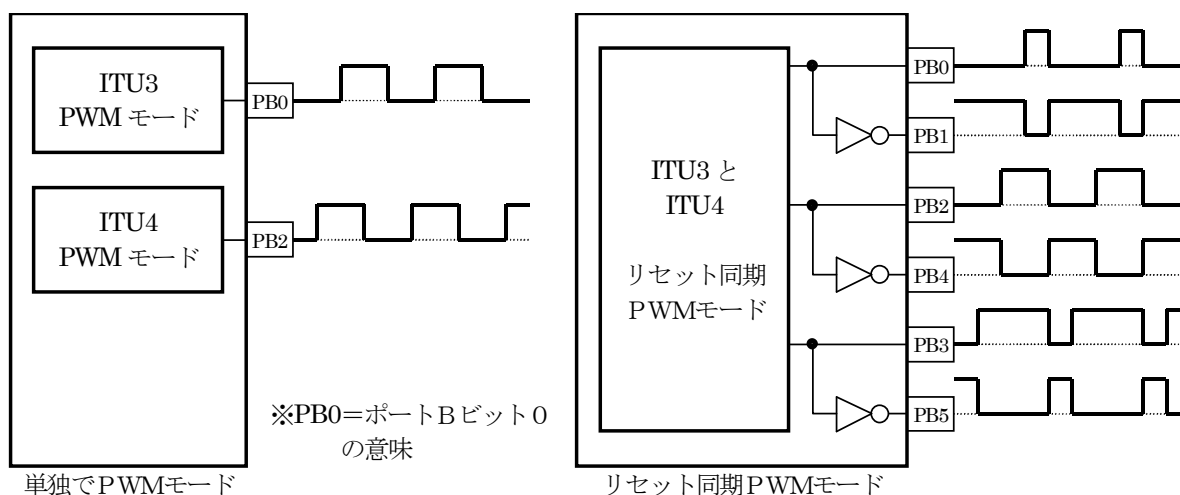 ITU3
PWM モード
PB0
ITU4
PWM モード
PB2
※PB0＝ポートBビット0
の意味
単独でPWMモード
ITU3 と
ITU4
リセット同期
PWMモード
PB0
PB1
PB2
PB4
PB3
PB5
リセット同期PWMモード